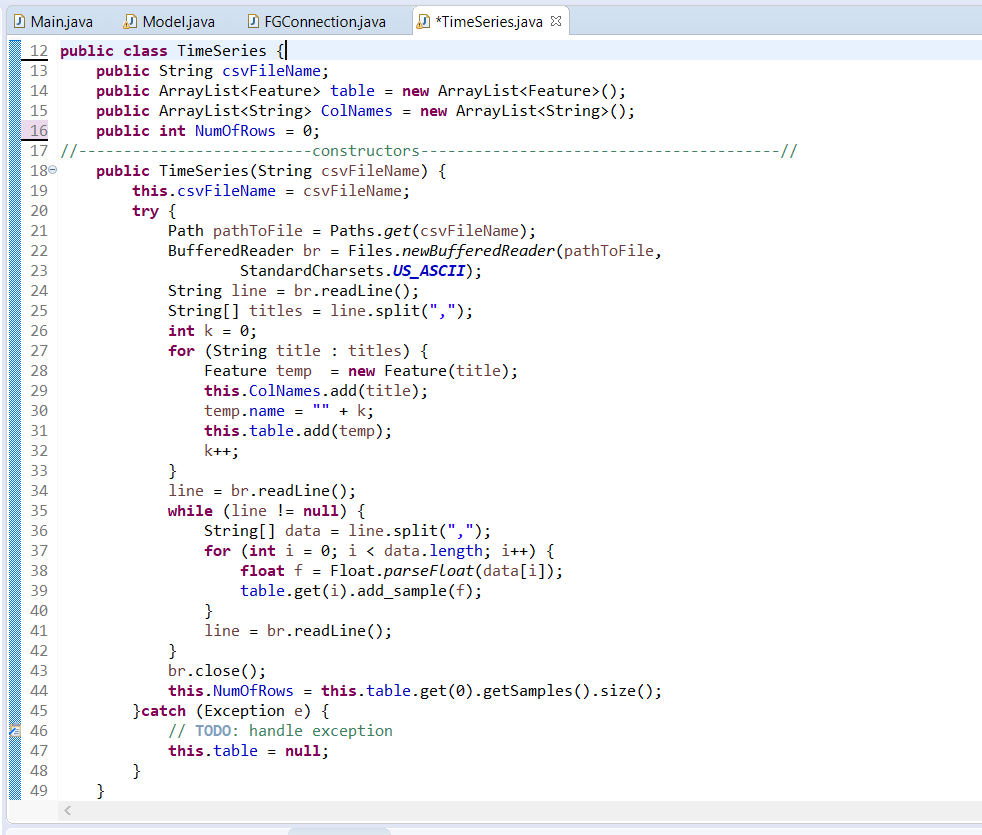 Main.java Model.java FGConnection.java *TimeSeries.java
12 public class TimeSeries {
13     public String csvFileName;
14     public ArrayList<Feature> table = new ArrayList<Feature>();
15     public ArrayList<String> ColNames = new ArrayList<String>();
16     public int NumOfRows = 0;
17 //--------------------------constructors----------------------------------------//
18     public TimeSeries(String csvFileName) {
19         this.csvFileName = csvFileName;
20         try {
21             Path pathToFile = Paths.get(csvFileName);
22             BufferedReader br = Files.newBufferedReader(pathToFile,
23                     StandardCharsets.US_ASCII);
24             String line = br.readLine();
25             String[] titles = line.split(",");
26             int k = 0;
27             for (String title : titles) {
28                 Feature temp  = new Feature(title);
29                 this.ColNames.add(title);
30                 temp.name = "" + k;
31                 this.table.add(temp);
32                 k++;
33             }
34             line = br.readLine();
35             while (line != null) {
36                 String[] data = line.split(",");
37                 for (int i = 0; i < data.length; i++) {
38                     float f = Float.parseFloat(data[i]);
39                     table.get(i).add_sample(f);
40                 }
41                 line = br.readLine();
42             }
43             br.close();
44             this.NumOfRows = this.table.get(0).getSamples().size();
45         }catch (Exception e) {
46             // TODO: handle exception
47             this.table = null;
48         }
49     }